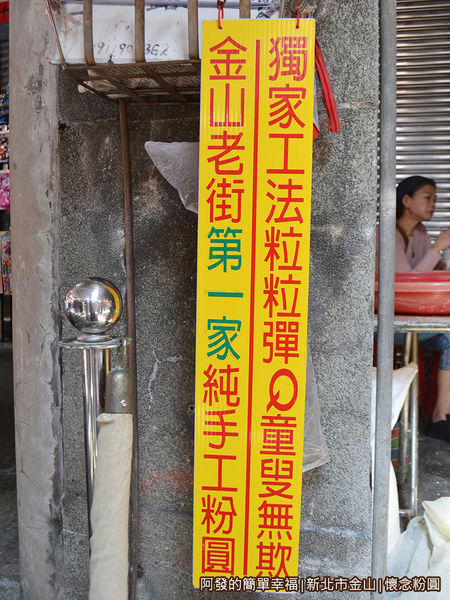 獨家工法粒粒彈Q童叟無欺
金山老街第一家純手工粉圓
阿發的簡單幸福|新北市金山|懷念粉圓